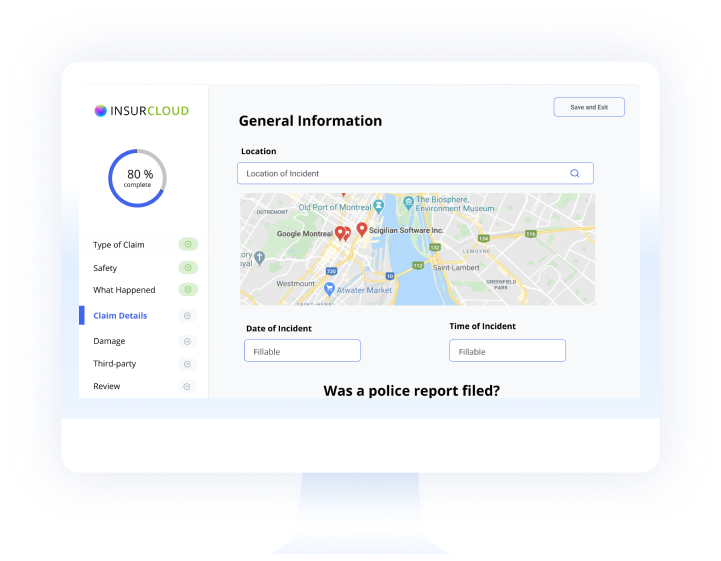 INSURCLOUD
80 %
complete
Type of Claim
Safety
What Happened
Claim Details
Damage
Third-party
Review
Save and Exit
General Information
Location
Location of Incident
OUTREMONT
Old Port of Montreal
The Biosphere,
Environment Museum
Google Montreal
Scigilian Software Inc.
132
134
116
LEMOYNE
ory
oyal
112
Saint-Lambert
720
10
Westmount
Atwater Market
GREENFIELD
PARK
SAINT-HENRI
Date of Incident
Time of Incident
Fillable
Fillable
Was a police report filed?